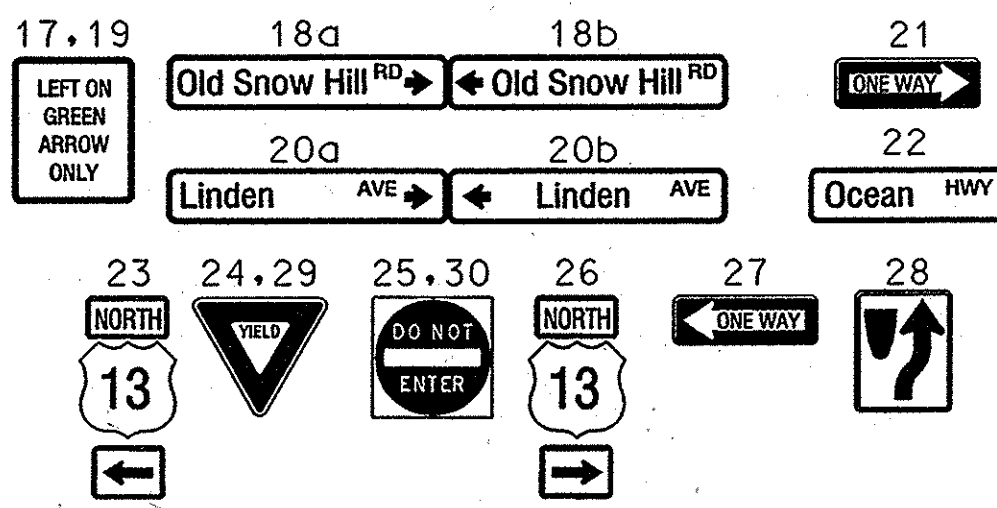 17,19 18a 18b 21
LEFT ON
GREEN
ARROW
ONLY
Old Snow Hill RD
Old Snow Hill RD
ONE WAY
20a 20b 22
Linden AVE
Linden AVE
Ocean HWY
23 24,29 25,30 26 27 28
NORTH
13
YIELD
DO NOT
ENTER
NORTH
13
ONE WAY